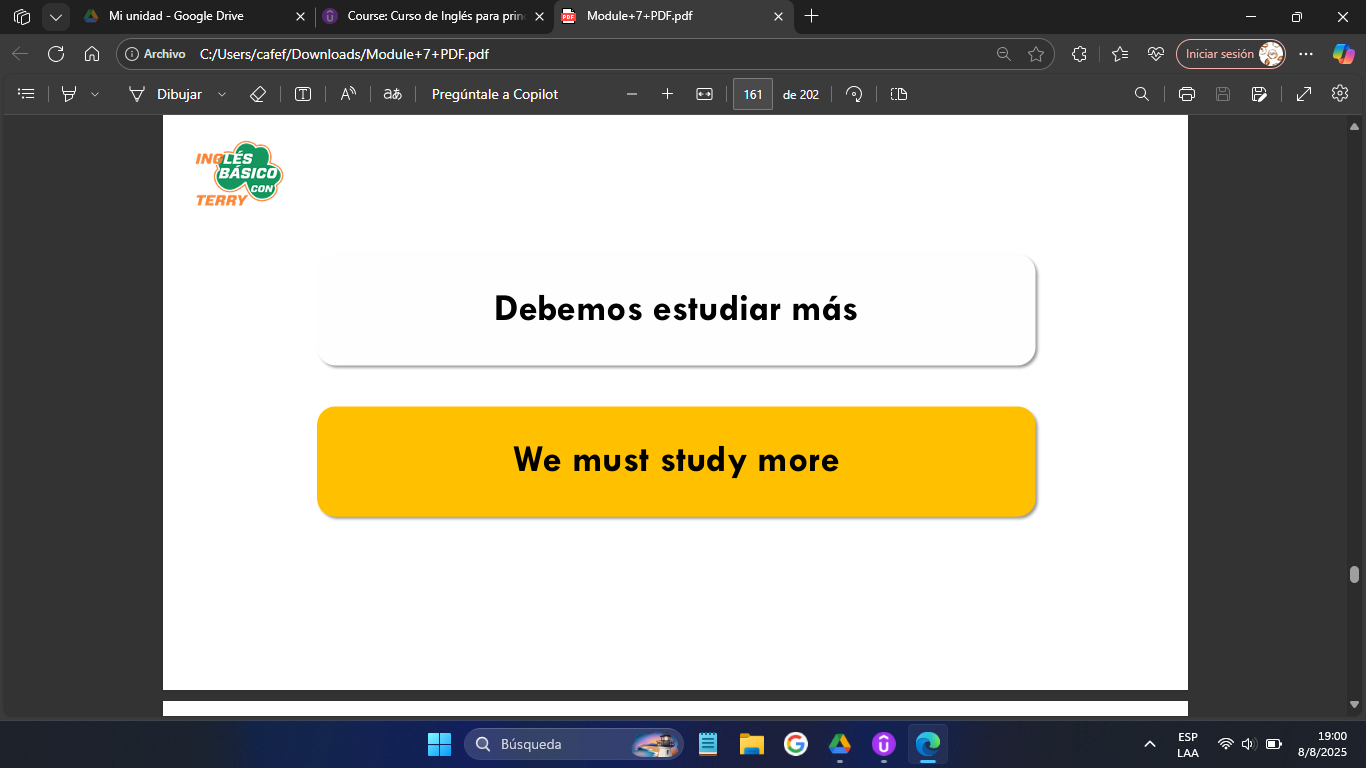 Mi unidad - Google Drive
Course: Curso de Inglés para prin
Module+7+PDF.pdf
Archivo
C:/Users/cafef/Downloads/Module+7+PDF.pdf
Iniciar sesión
Dibujar
aあ
Pregúntale a Copilot
161
de 202
INGLÉS
BÁSICO
CON
TERRY
Debemos estudiar más
We must study more
Búsqueda
ESP
LAA
19:00
8/8/2025